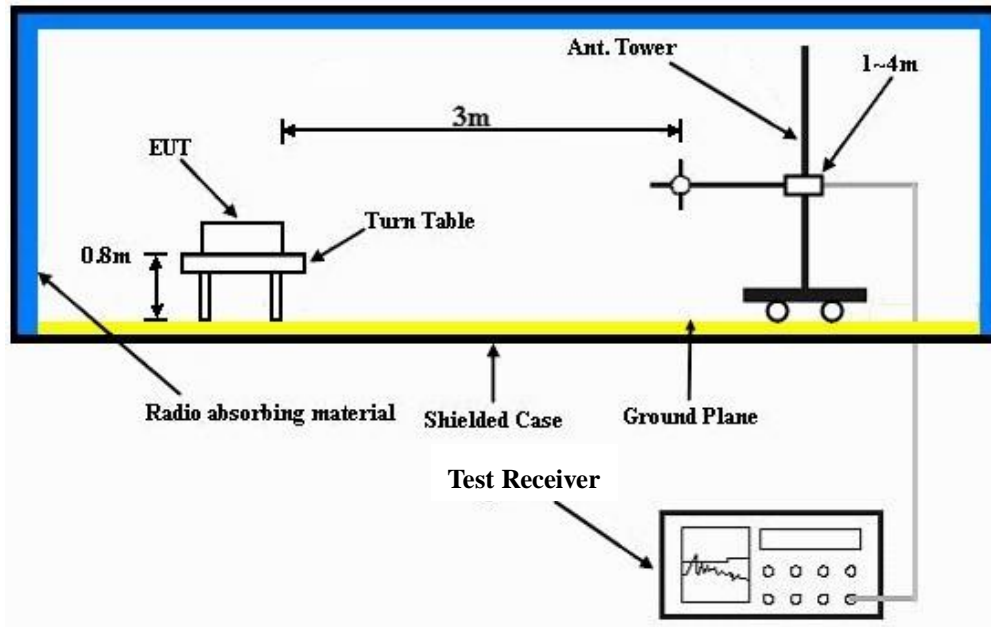 Ant. Tower
1~4m
3m
EUT
Turn Table
0.8m
Radio absorbing material
Shielded Case
Ground Plane
Test Receiver